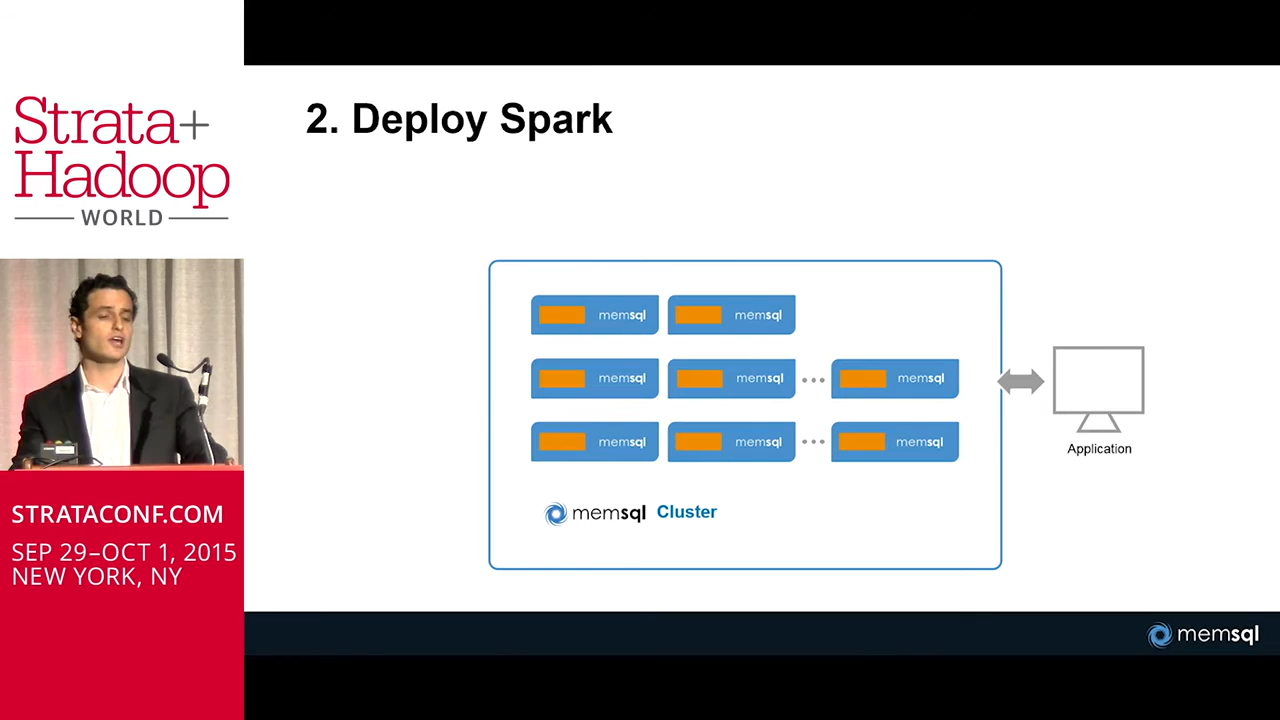 Strata+
Hadoop
WORLD
STRATACONF.COM
SEP 29–OCT 1, 2015
NEW YORK, NY
2. Deploy Spark
memsql memsql
memsql memsql ... memsql
memsql memsql ... memsql
memsql Cluster
Application
memsql